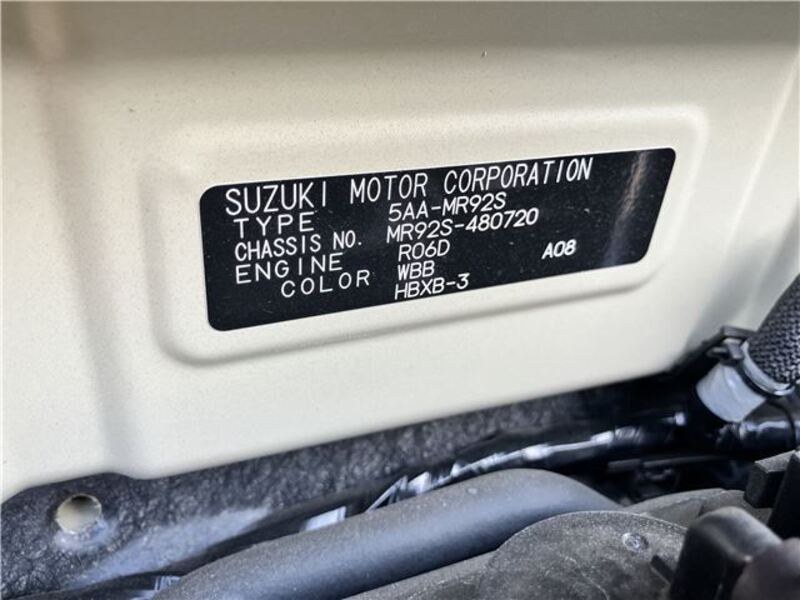 SUZUKI MOTOR CORPORATION
TYPE 5AA-MR92S
CHASSIS NO. MR92S-480720
ENGINE R06D A08
COLOR WBB
HBXB-3